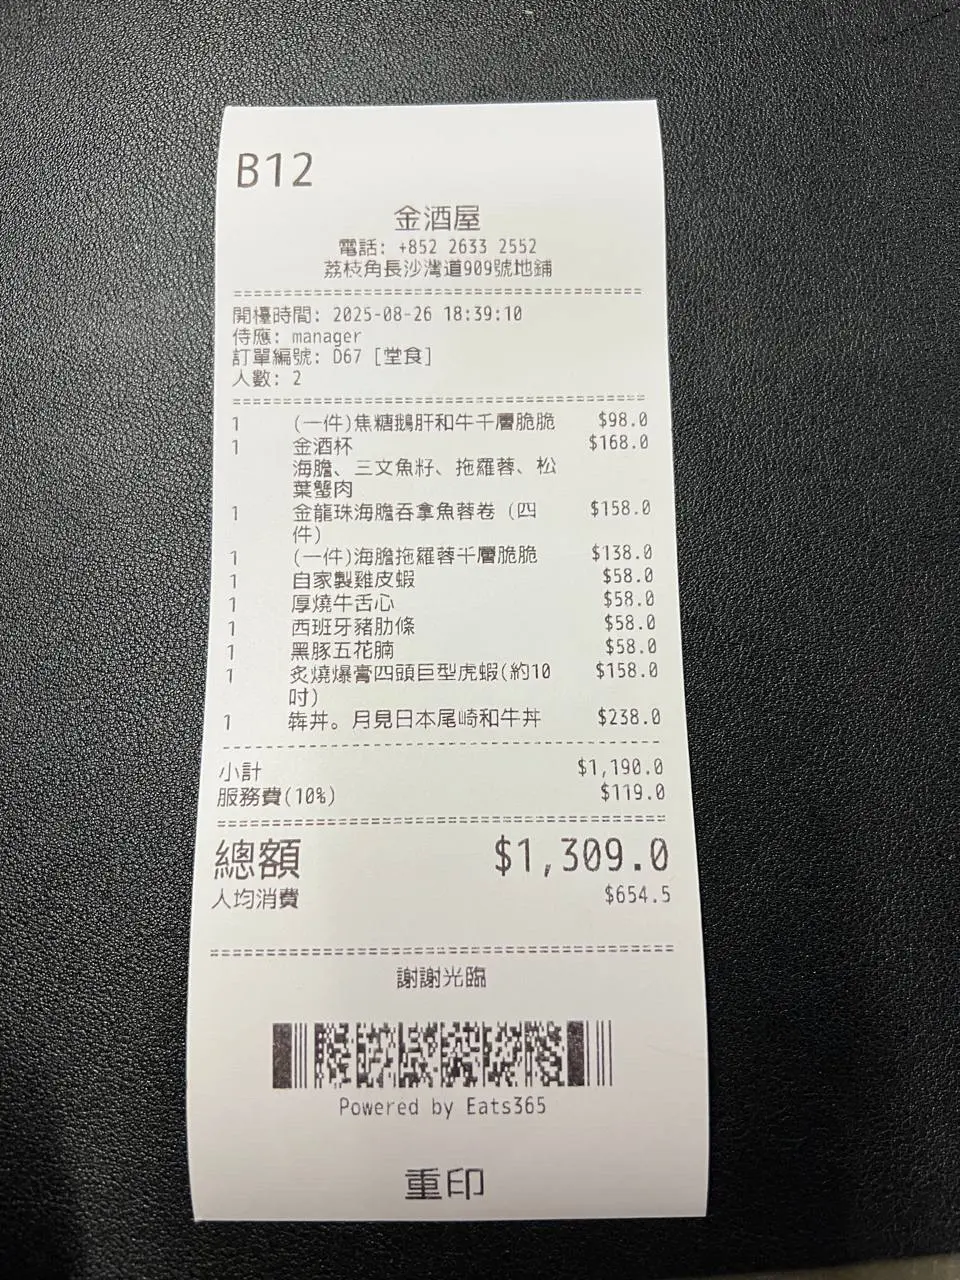 B12
金酒屋
電話: +852 2633 2552
荔枝角長沙灣道909號地鋪
開檯時間: 2025-08-26 18:39:10
侍應: manager
訂單編號: D67 [堂食]
人數: 2
1 (一件)焦糖鵝肝和牛千層脆脆 $98.0
1 金酒杯 $168.0
海膽、三文魚籽、拖羅蓉、松
葉蟹肉
1 金龍珠海膽吞拿魚蓉卷 (四 $158.0
件)
1 (一件)海膽拖羅蓉千層脆脆 $138.0
1 自家製雞皮蝦 $58.0
1 厚燒牛舌心 $58.0
1 西班牙豬肋條 $58.0
1 黑豚五花腩 $58.0
1 炙燒爆膏四頭巨型虎蝦(約10 $158.0
吋)
1 犇丼。月見日本尾崎和牛丼 $238.0
小計 $1,190.0
服務費(10%) $119.0
總額 $1,309.0
人均消費 $654.5
謝謝光臨
Powered by Eats365
重印